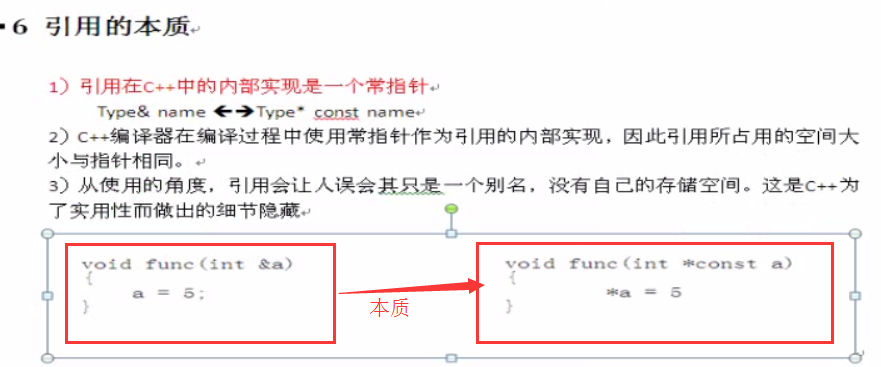 6 引用的本质
1）引用在C++中的内部实现是一个常指针
Type& name 🡨🡪Type* const name
2）C++编译器在编译过程中使用常指针作为引用的内部实现，因此引用所占用的空间大
小与指针相同。
3）从使用的角度，引用会让人误会其只是一个别名，没有自己的存储空间。这是C++为
了实用性而做出的细节隐藏
void func(int &a)
{
a = 5;
}
本质
void func(int *const a)
{
*a = 5
}